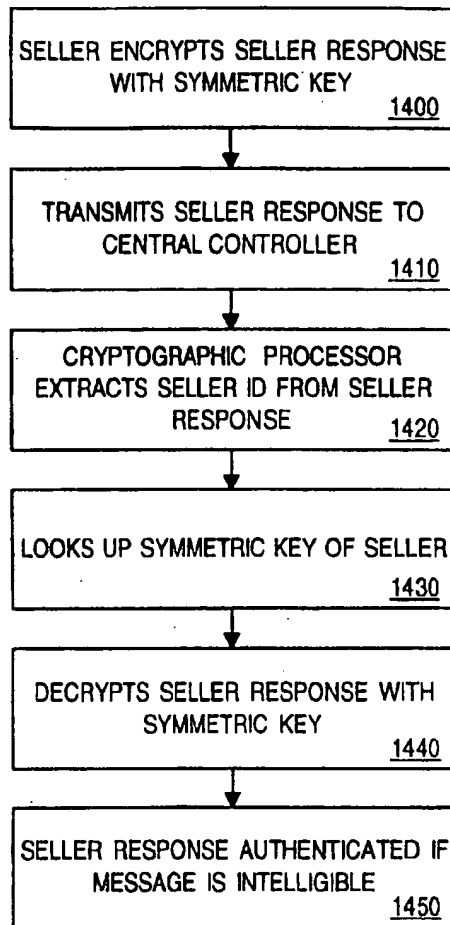 SELLER ENCRYPTS SELLER RESPONSE
WITH SYMMETRIC KEY
1400
TRANSMITS SELLER RESPONSE TO
CENTRAL CONTROLLER
1410
CRYPTOGRAPHIC PROCESSOR
EXTRACTS SELLER ID FROM SELLER
RESPONSE
1420
LOOKS UP SYMMETRIC KEY OF SELLER
1430
DECRYPTS SELLER RESPONSE WITH
SYMMETRIC KEY
1440
SELLER RESPONSE AUTHENTICATED IF
MESSAGE IS INTELLIGIBLE
1450